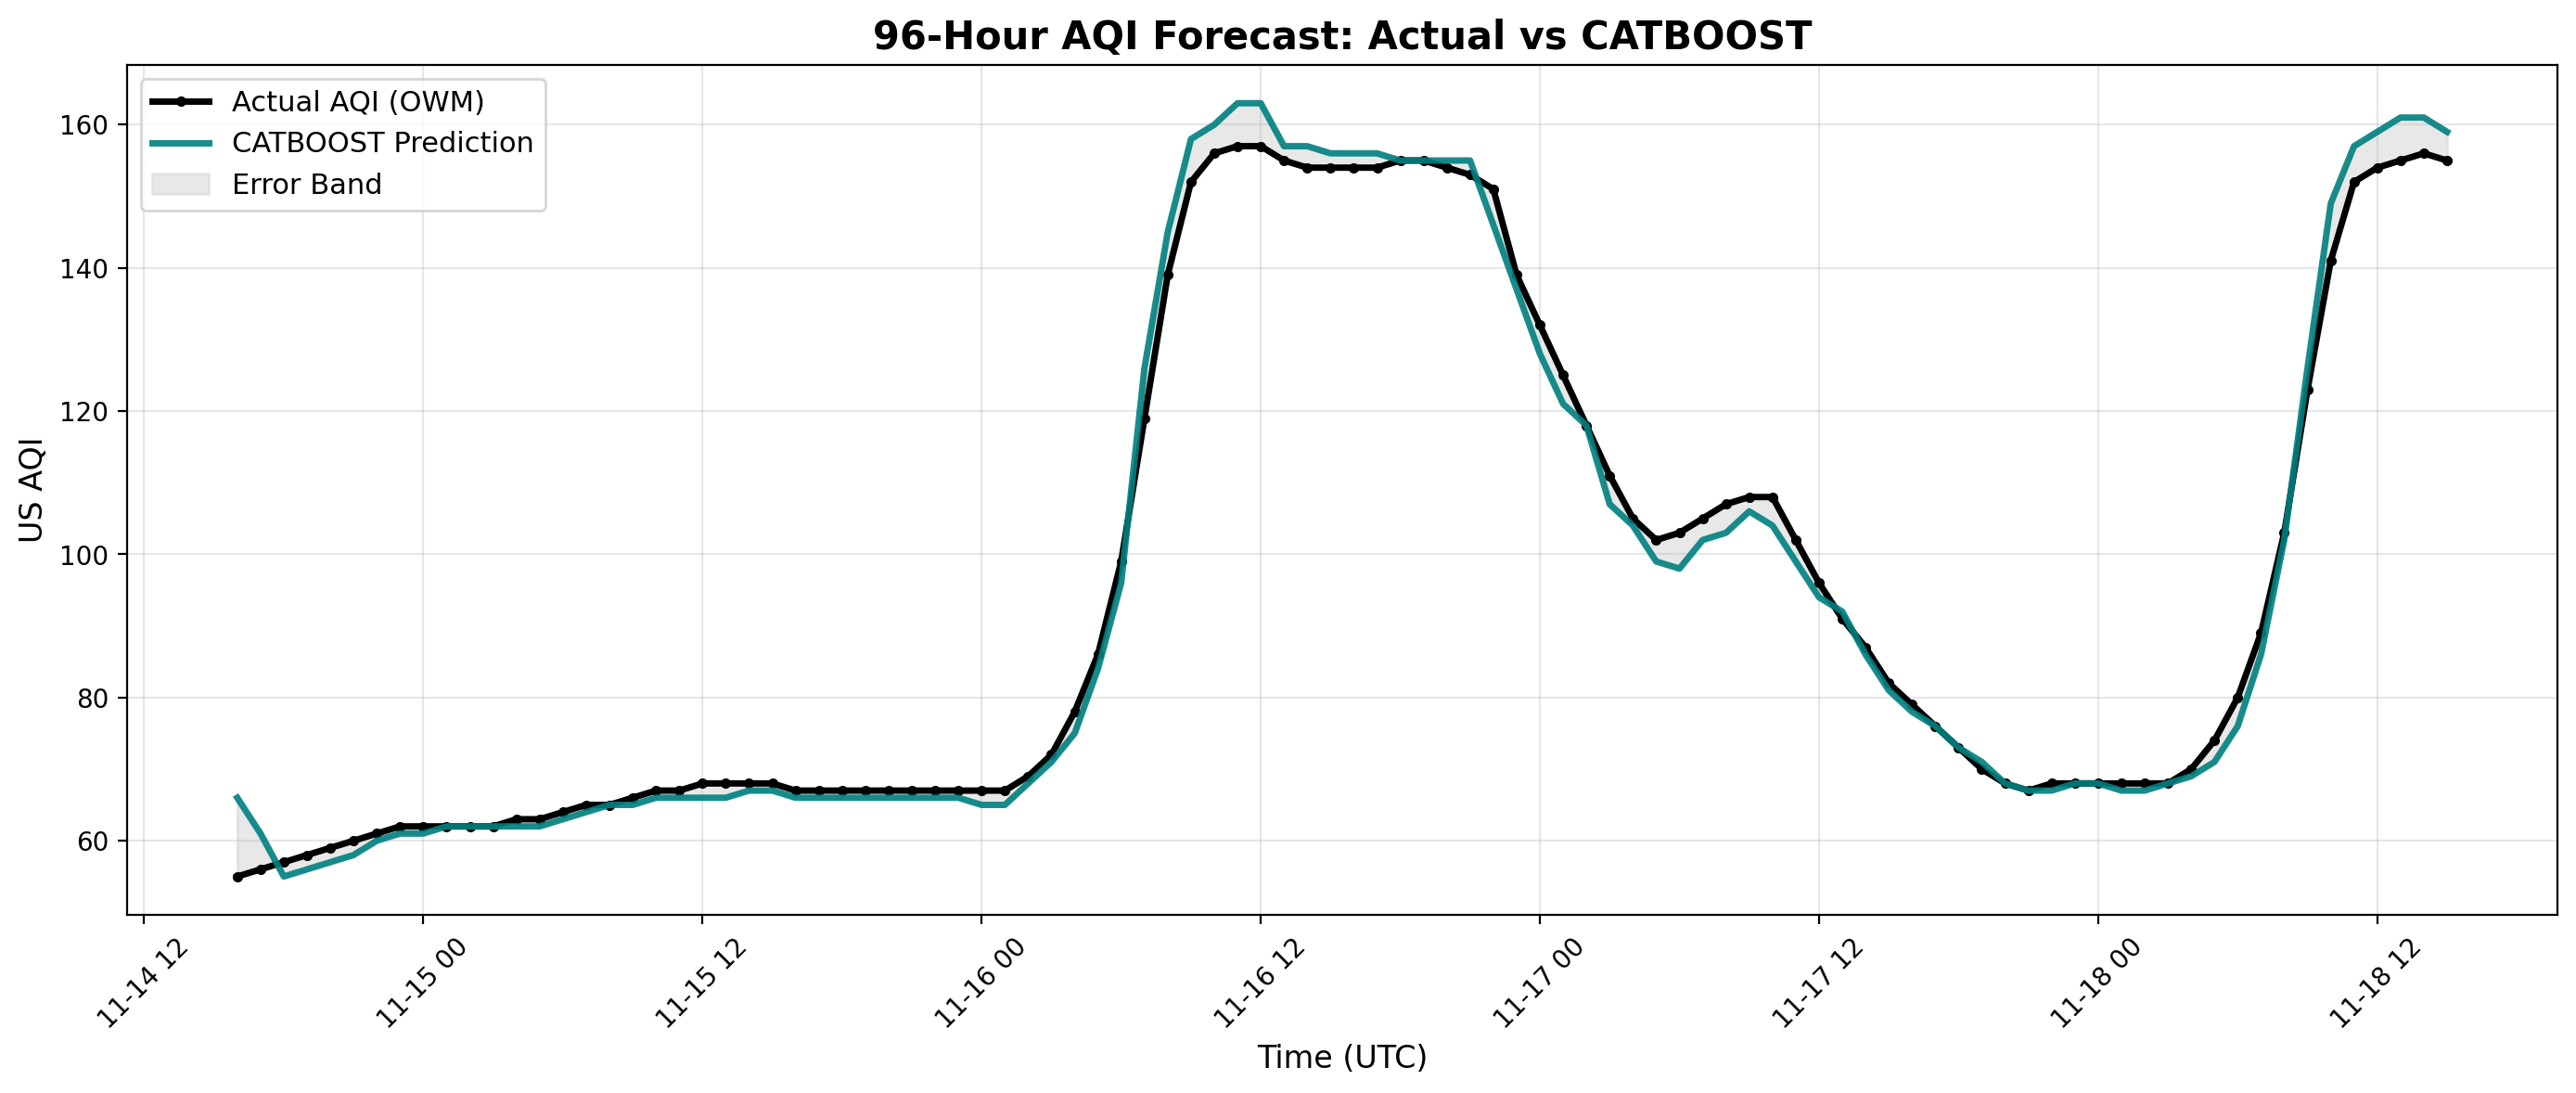 96-Hour AQI Forecast: Actual vs CATBOOST
Actual AQI (OWM)
CATBOOST Prediction
Error Band
US AQI
160
140
120
100
80
60
11-14 12
11-15 00
11-15 12
11-16 00
11-16 12
11-17 00
11-17 12
11-18 00
11-18 12
Time (UTC)